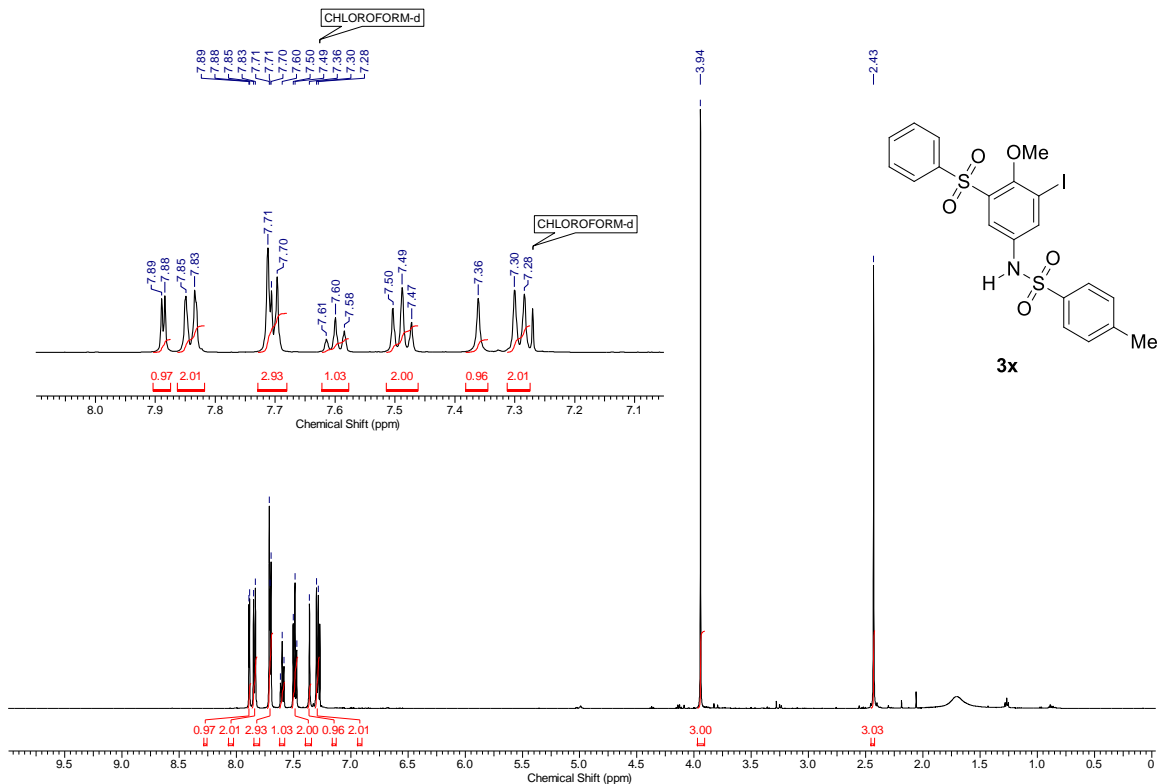 CHLOROFORM-d
7.89
7.88
7.85
7.83
7.71
7.71
7.70
7.60
7.50
7.49
7.36
7.30
7.28
3.94
2.43
CHLOROFORM-d
7.89
7.88
7.85
7.83
7.71
7.70
7.61
7.60
7.58
7.50
7.49
7.47
7.36
7.30
7.28
0.97 2.01 2.93 1.03 2.00 0.96 2.01
8.0 7.9 7.8 7.7 7.6 7.5 7.4 7.3 7.2 7.1
Chemical Shift (ppm)
O
O
S
OMe
I
N
H
S
O
O
Me
3x
0.97 2.01 2.93 1.03 2.00 0.96 2.01 3.00 3.03
9.5 9.0 8.5 8.0 7.5 7.0 6.5 6.0 5.5 5.0 4.5 4.0 3.5 3.0 2.5 2.0 1.5 1.0 0.5 0
Chemical Shift (ppm)